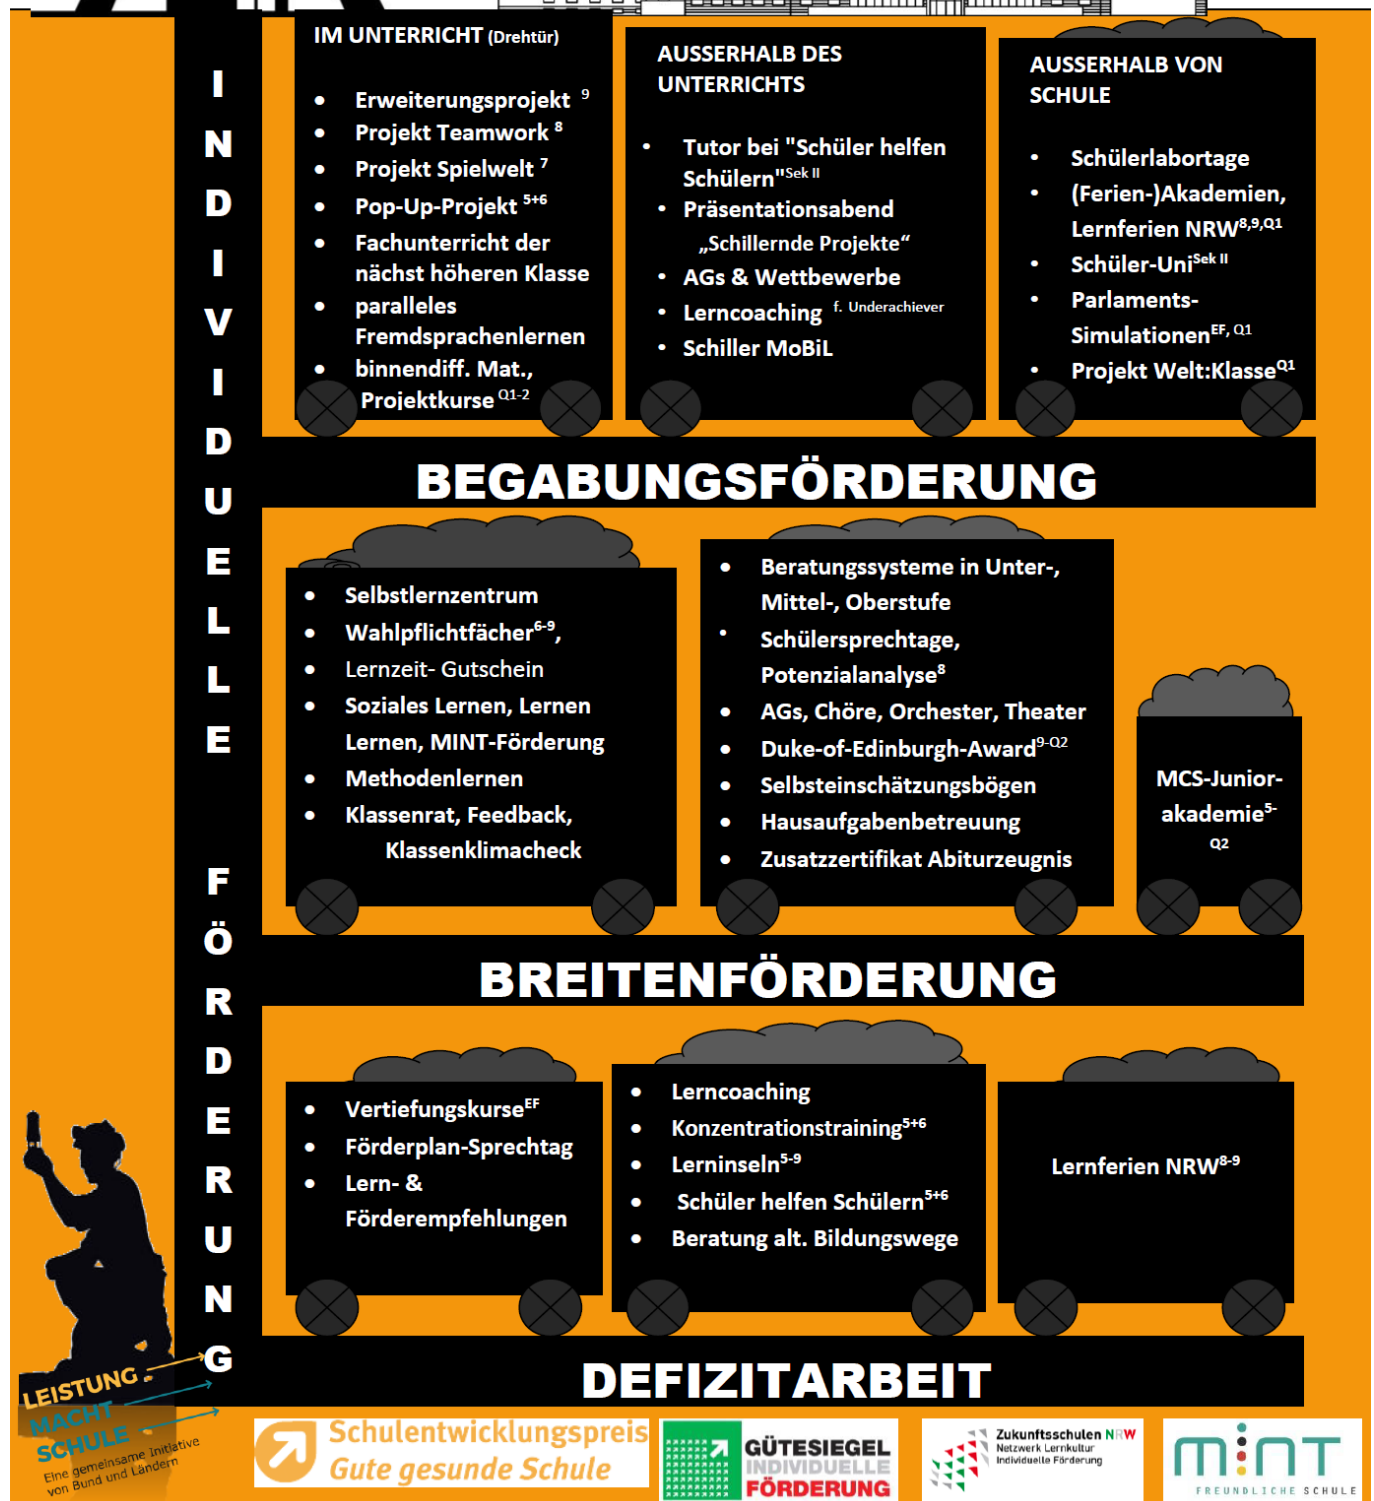 INDIVIDUELLE FÖRDERUNG
IM UNTERRICHT (Drehtür)
• Erweiterungsprojekt 9
• Projekt Teamwork 8
• Projekt Spielwelt 7
• Pop-Up-Projekt 5+6
• Fachunterricht der
nächst höheren Klasse
• paralleles
Fremdsprachenlernen
• binnendiff. Mat.,
Projektkurse Q1-2
AUSSERHALB DES
UNTERRICHTS
• Tutor bei "Schüler helfen
Schülern"Sek II
• Präsentationsabend
„Schillernde Projekte“
• AGs & Wettbewerbe
• Lerncoaching f. Underachiever
• Schiller MoBiL
AUSSERHALB VON
SCHULE
• Schülerlabortage
• (Ferien-)Akademien,
Lernferien NRW8,9,Q1
• Schüler-UniSek II
• Parlaments-
SimulationenEF, Q1
• Projekt Welt:KlasseQ1
BEGABUNGSFÖRDERUNG
• Selbstlernzentrum
• Wahlpflichtfächer6-9,
• Lernzeit- Gutschein
• Soziales Lernen, Lernen
Lernen, MINT-Förderung
• Methodenlernen
• Klassenrat, Feedback,
Klassenklimacheck
• Beratungssysteme in Unter-,
Mittel-, Oberstufe
• Schülersprechtage,
Potenzialanalyse8
• AGs, Chöre, Orchester, Theater
• Duke-of-Edinburgh-Award9-Q2
• Selbsteinschätzungsbögen
• Hausaufgabenbetreuung
• Zusatzzertifikat Abiturzeugnis
MCS-Junior-
akademie5-
Q2
BREITENFÖRDERUNG
• VertiefungskurseEF
• Förderplan-Sprechtag
• Lern- &
Förderempfehlungen
• Lerncoaching
• Konzentrationstraining5+6
• Lerninseln5-9
• Schüler helfen Schülern5+6
• Beratung alt. Bildungswege
Lernferien NRW8-9
DEFIZITARBEIT
LEISTUNG
MACHT
SCHULE
Eine gemeinsame Initiative
von Bund und Ländern
Schulentwicklungspreis
Gute gesunde Schule
GÜTESIEGEL
INDIVIDUELLE
FÖRDERUNG
Zukunftsschulen NRW
Netzwerk Lernkultur
Individuelle Förderung
MINT
FREUNDLICHE SCHULE